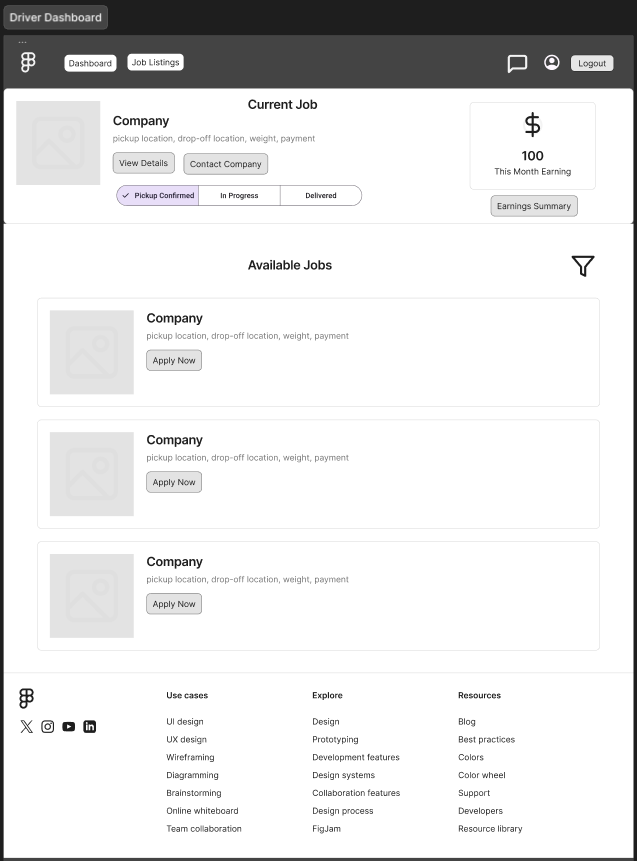 Driver Dashboard
...
Dashboard Job Listings Logout
Current Job
Company
pickup location, drop-off location, weight, payment
View Details Contact Company
Pickup Confirmed In Progress Delivered
$
100
This Month Earning
Earnings Summary
Available Jobs
Company
pickup location, drop-off location, weight, payment
Apply Now
Company
pickup location, drop-off location, weight, payment
Apply Now
Company
pickup location, drop-off location, weight, payment
Apply Now
Use cases
UI design
UX design
Wireframing
Diagramming
Brainstorming
Online whiteboard
Team collaboration
Explore
Design
Prototyping
Development features
Design systems
Collaboration features
Design process
FigJam
Resources
Blog
Best practices
Colors
Color wheel
Support
Developers
Resource library